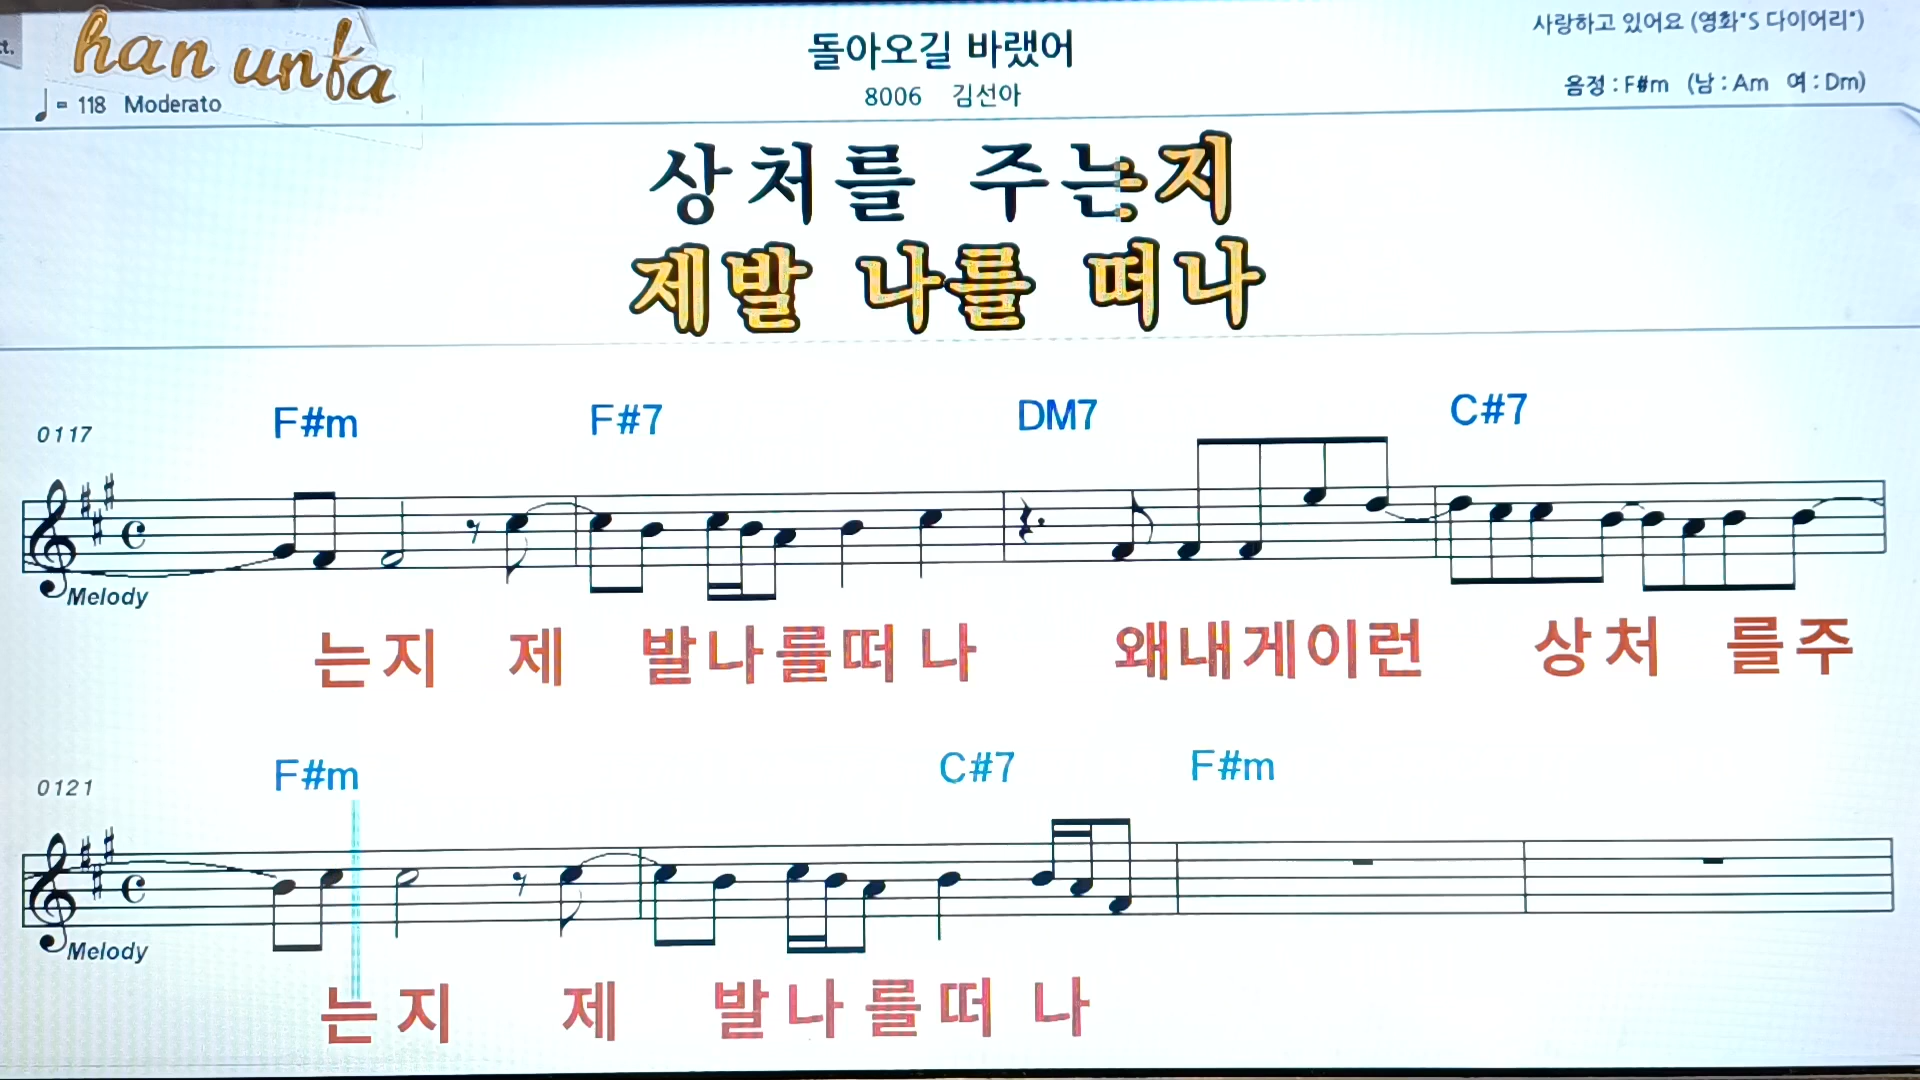 ct.
han unfa
♩= 118 Moderato
돌아오길 바랬어
8006 김선아
사랑하고 있어요 (영화"S 다이어리")
음정 : F#m (남 : Am 여 : Dm)
상처를 주는지
제발 나를 떠나
0117 F#m F#7 DM7 C#7
Melody
는지 제 발나를떠 나 왜내게이런 상처 를주
0121 F#m C#7 F#m
Melody
는지 제 발나를떠 나